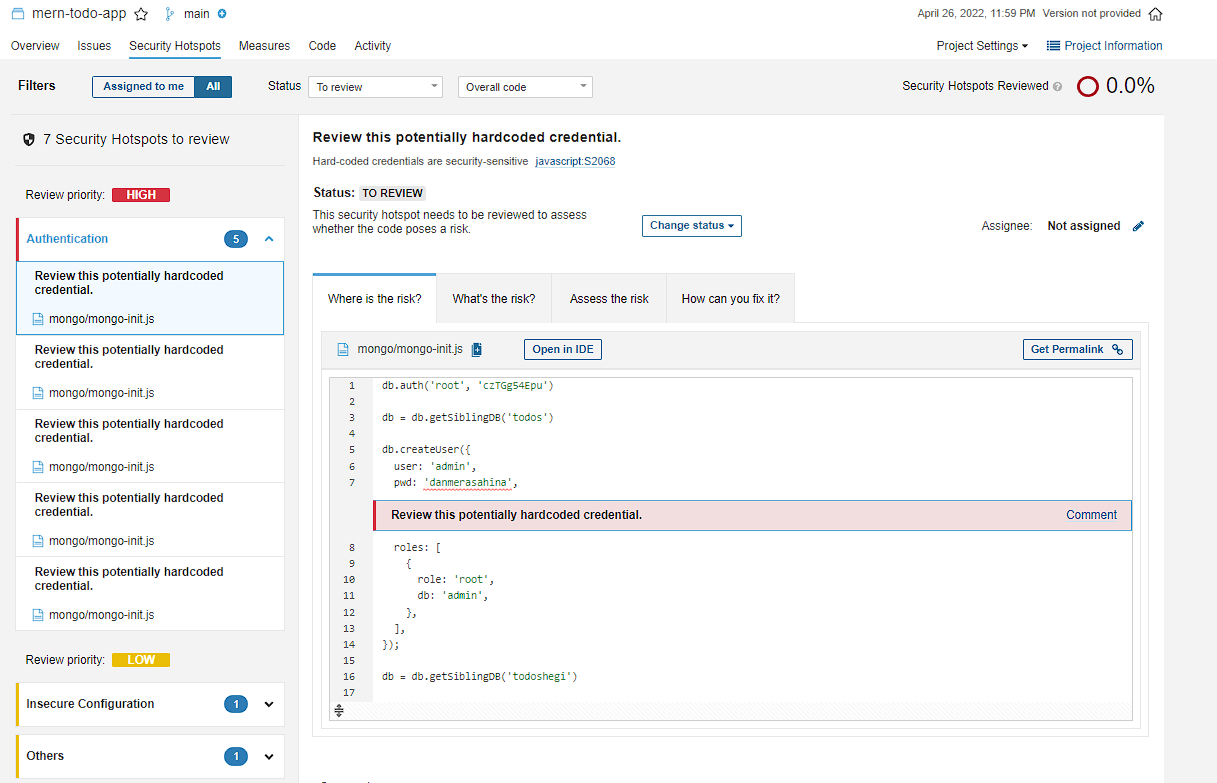 mern-todo-app main April 26, 2022, 11:59 PM Version not provided
Overview Issues Security Hotspots Measures Code Activity Project Settings Project Information
Filters Assigned to me All Status To review Overall code Security Hotspots Reviewed ? 0.0%
7 Security Hotspots to review
Review priority: HIGH
Authentication 5
Review this potentially hardcoded
credential.
mongo/mongo-init.js
Review this potentially hardcoded
credential.
mongo/mongo-init.js
Review this potentially hardcoded
credential.
mongo/mongo-init.js
Review this potentially hardcoded
credential.
mongo/mongo-init.js
Review this potentially hardcoded
credential.
mongo/mongo-init.js
Review priority: LOW
Insecure Configuration 1
Others 1
Review this potentially hardcoded credential.
Hard-coded credentials are security-sensitive javascript:S2068
Status: TO REVIEW
This security hotspot needs to be reviewed to assess
whether the code poses a risk.
Change status
Assignee: Not assigned
Where is the risk? What's the risk? Assess the risk How can you fix it?
mongo/mongo-init.js Open in IDE Get Permalink
1 db.auth('root', 'czTGg54Epu')
2
3 db = db.getSiblingDB('todos')
4
5 db.createUser({
6 user: 'admin',
7 pwd: 'danmerasahina',
Review this potentially hardcoded credential. Comment
8 roles: [
9 {
10 role: 'root',
11 db: 'admin',
12 },
13 ],
14 });
15
16 db = db.getSiblingDB('todoshegi')
17